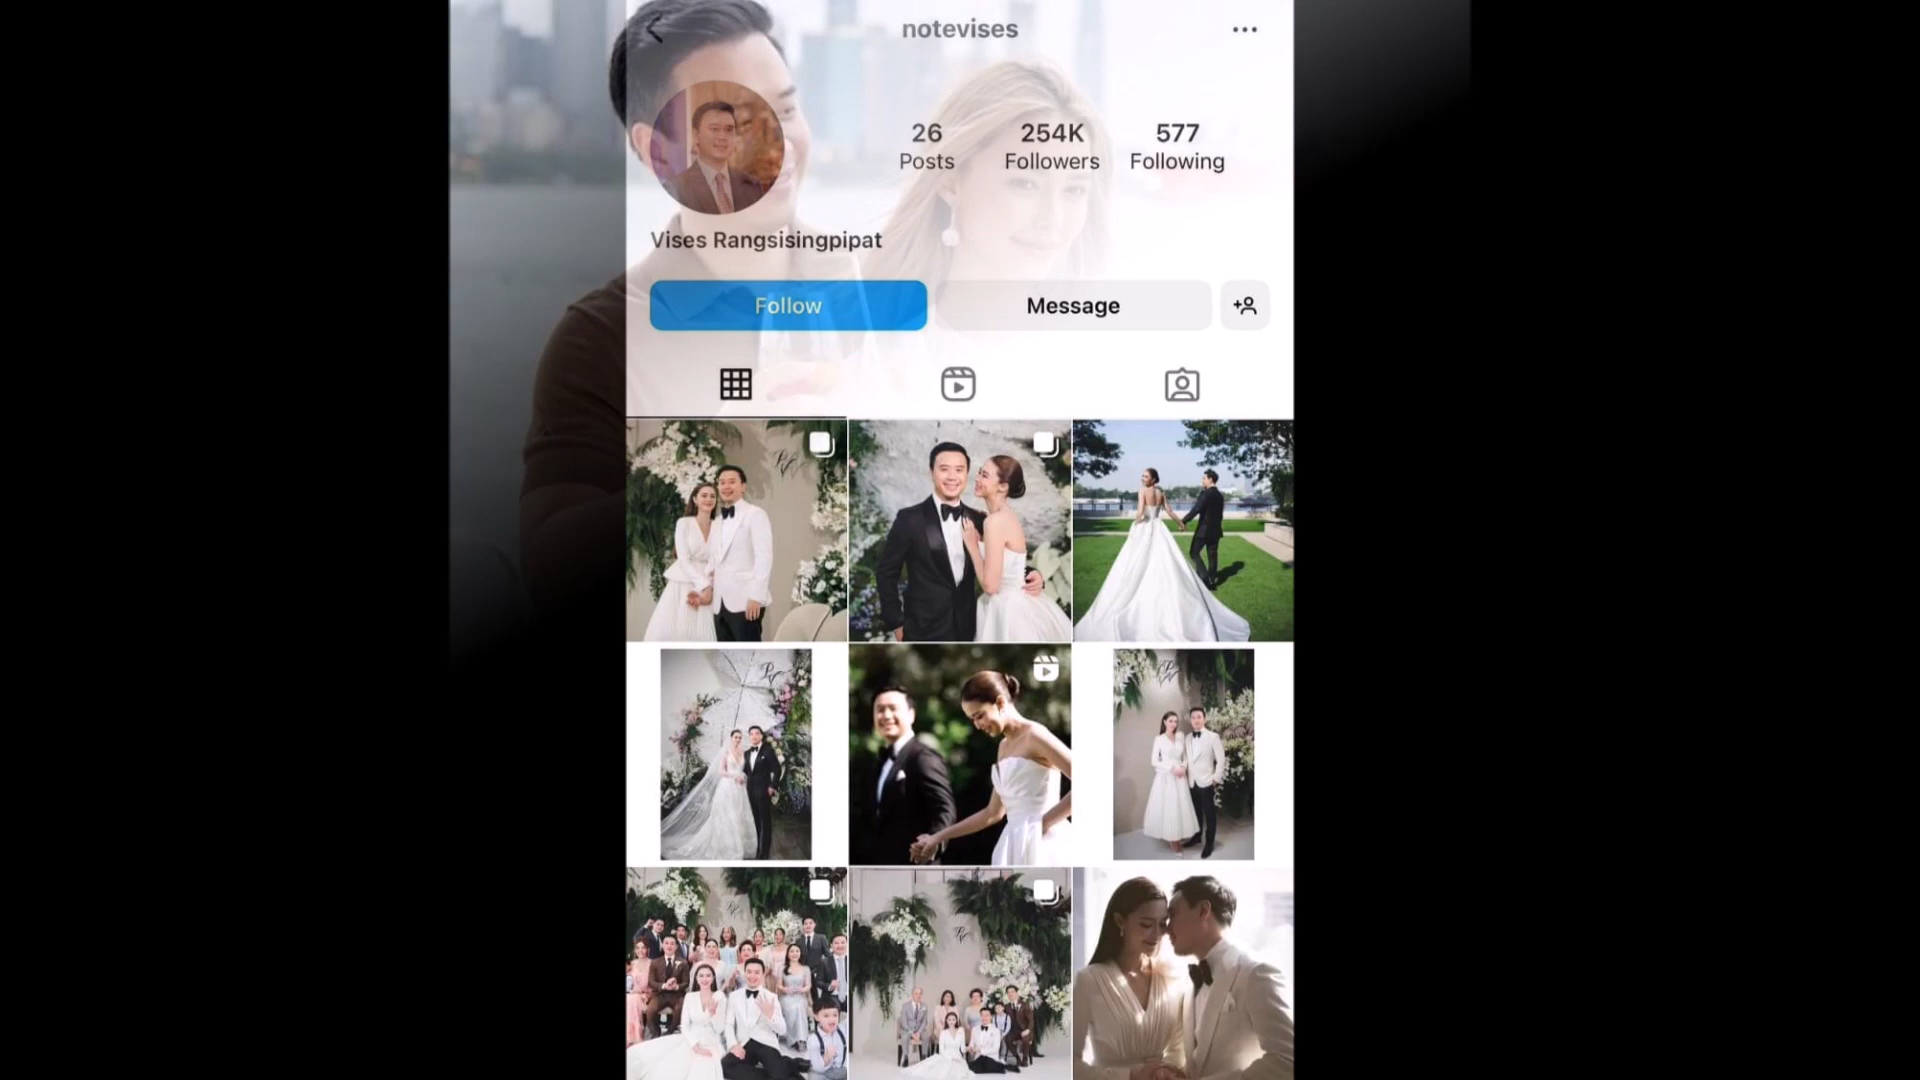 notevises
26 254K 577
Posts Followers Following
Vises Rangsisingpipat
Follow Message